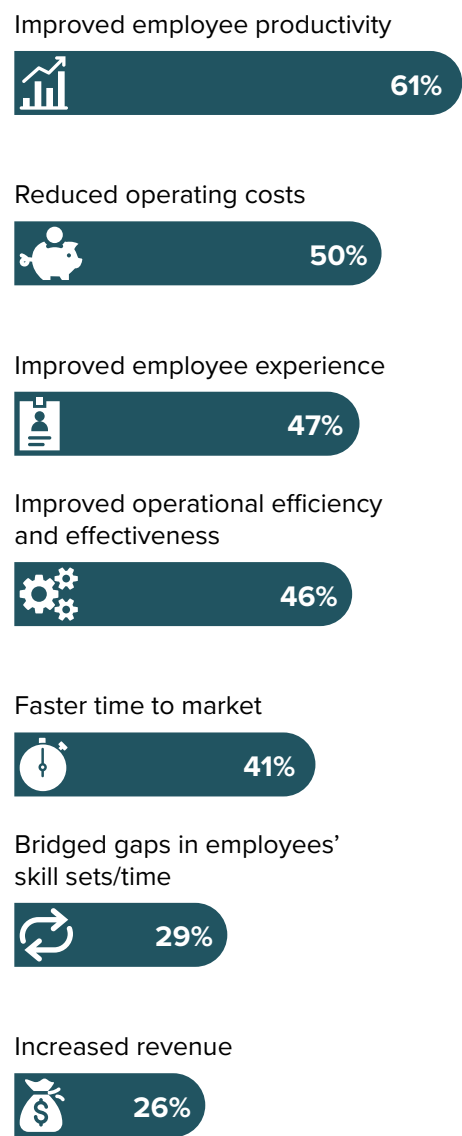 Improved employee productivity
61%
Reduced operating costs
50%
Improved employee experience
47%
Improved operational efficiency
and effectiveness
46%
Faster time to market
41%
Bridged gaps in employees’
skill sets/time
29%
Increased revenue
$
26%